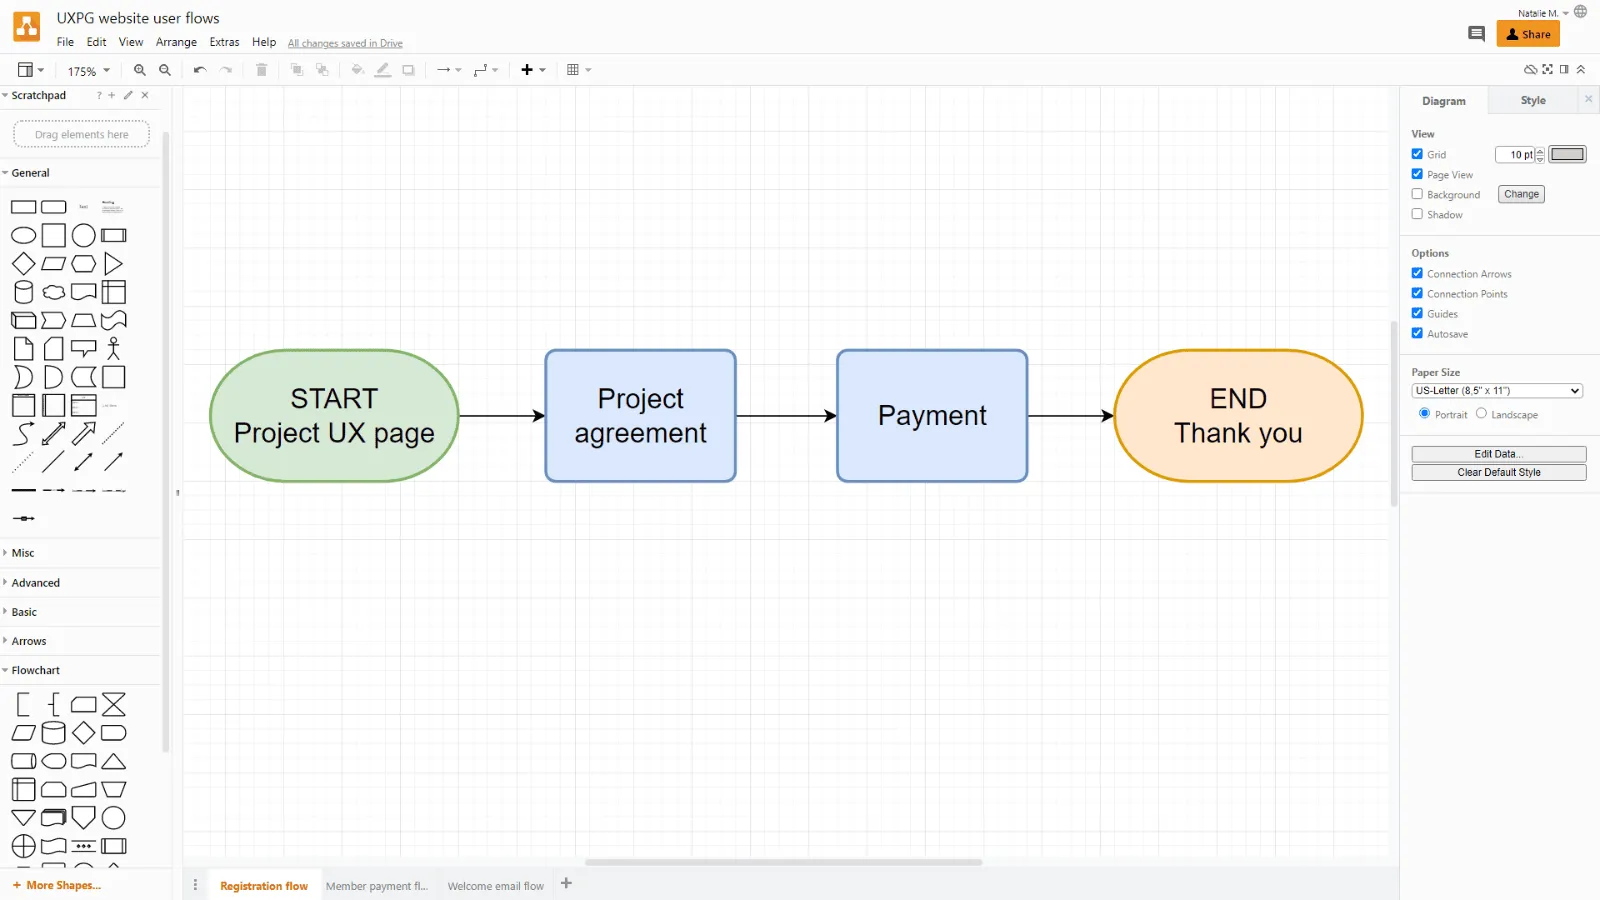 UXPG website user flows
Natalie M.
File Edit View Arrange Extras Help All changes saved in Drive
Share
175%
Scratchpad ?
Diagram Style
Drag elements here
View
Grid 10 pt
Page View
Background Change
Shadow
General
Text
Heading
Options
Connection Arrows
Connection Points
Guides
Autosave
Paper Size
US-Letter (8,5" x 11")
Portrait Landscape
Edit Data...
Clear Default Style
START
Project UX page
Project
agreement
Payment
END
Thank you
Misc
Advanced
Basic
Arrows
Flowchart
+ More Shapes...
Registration flow Member payment fl... Welcome email flow